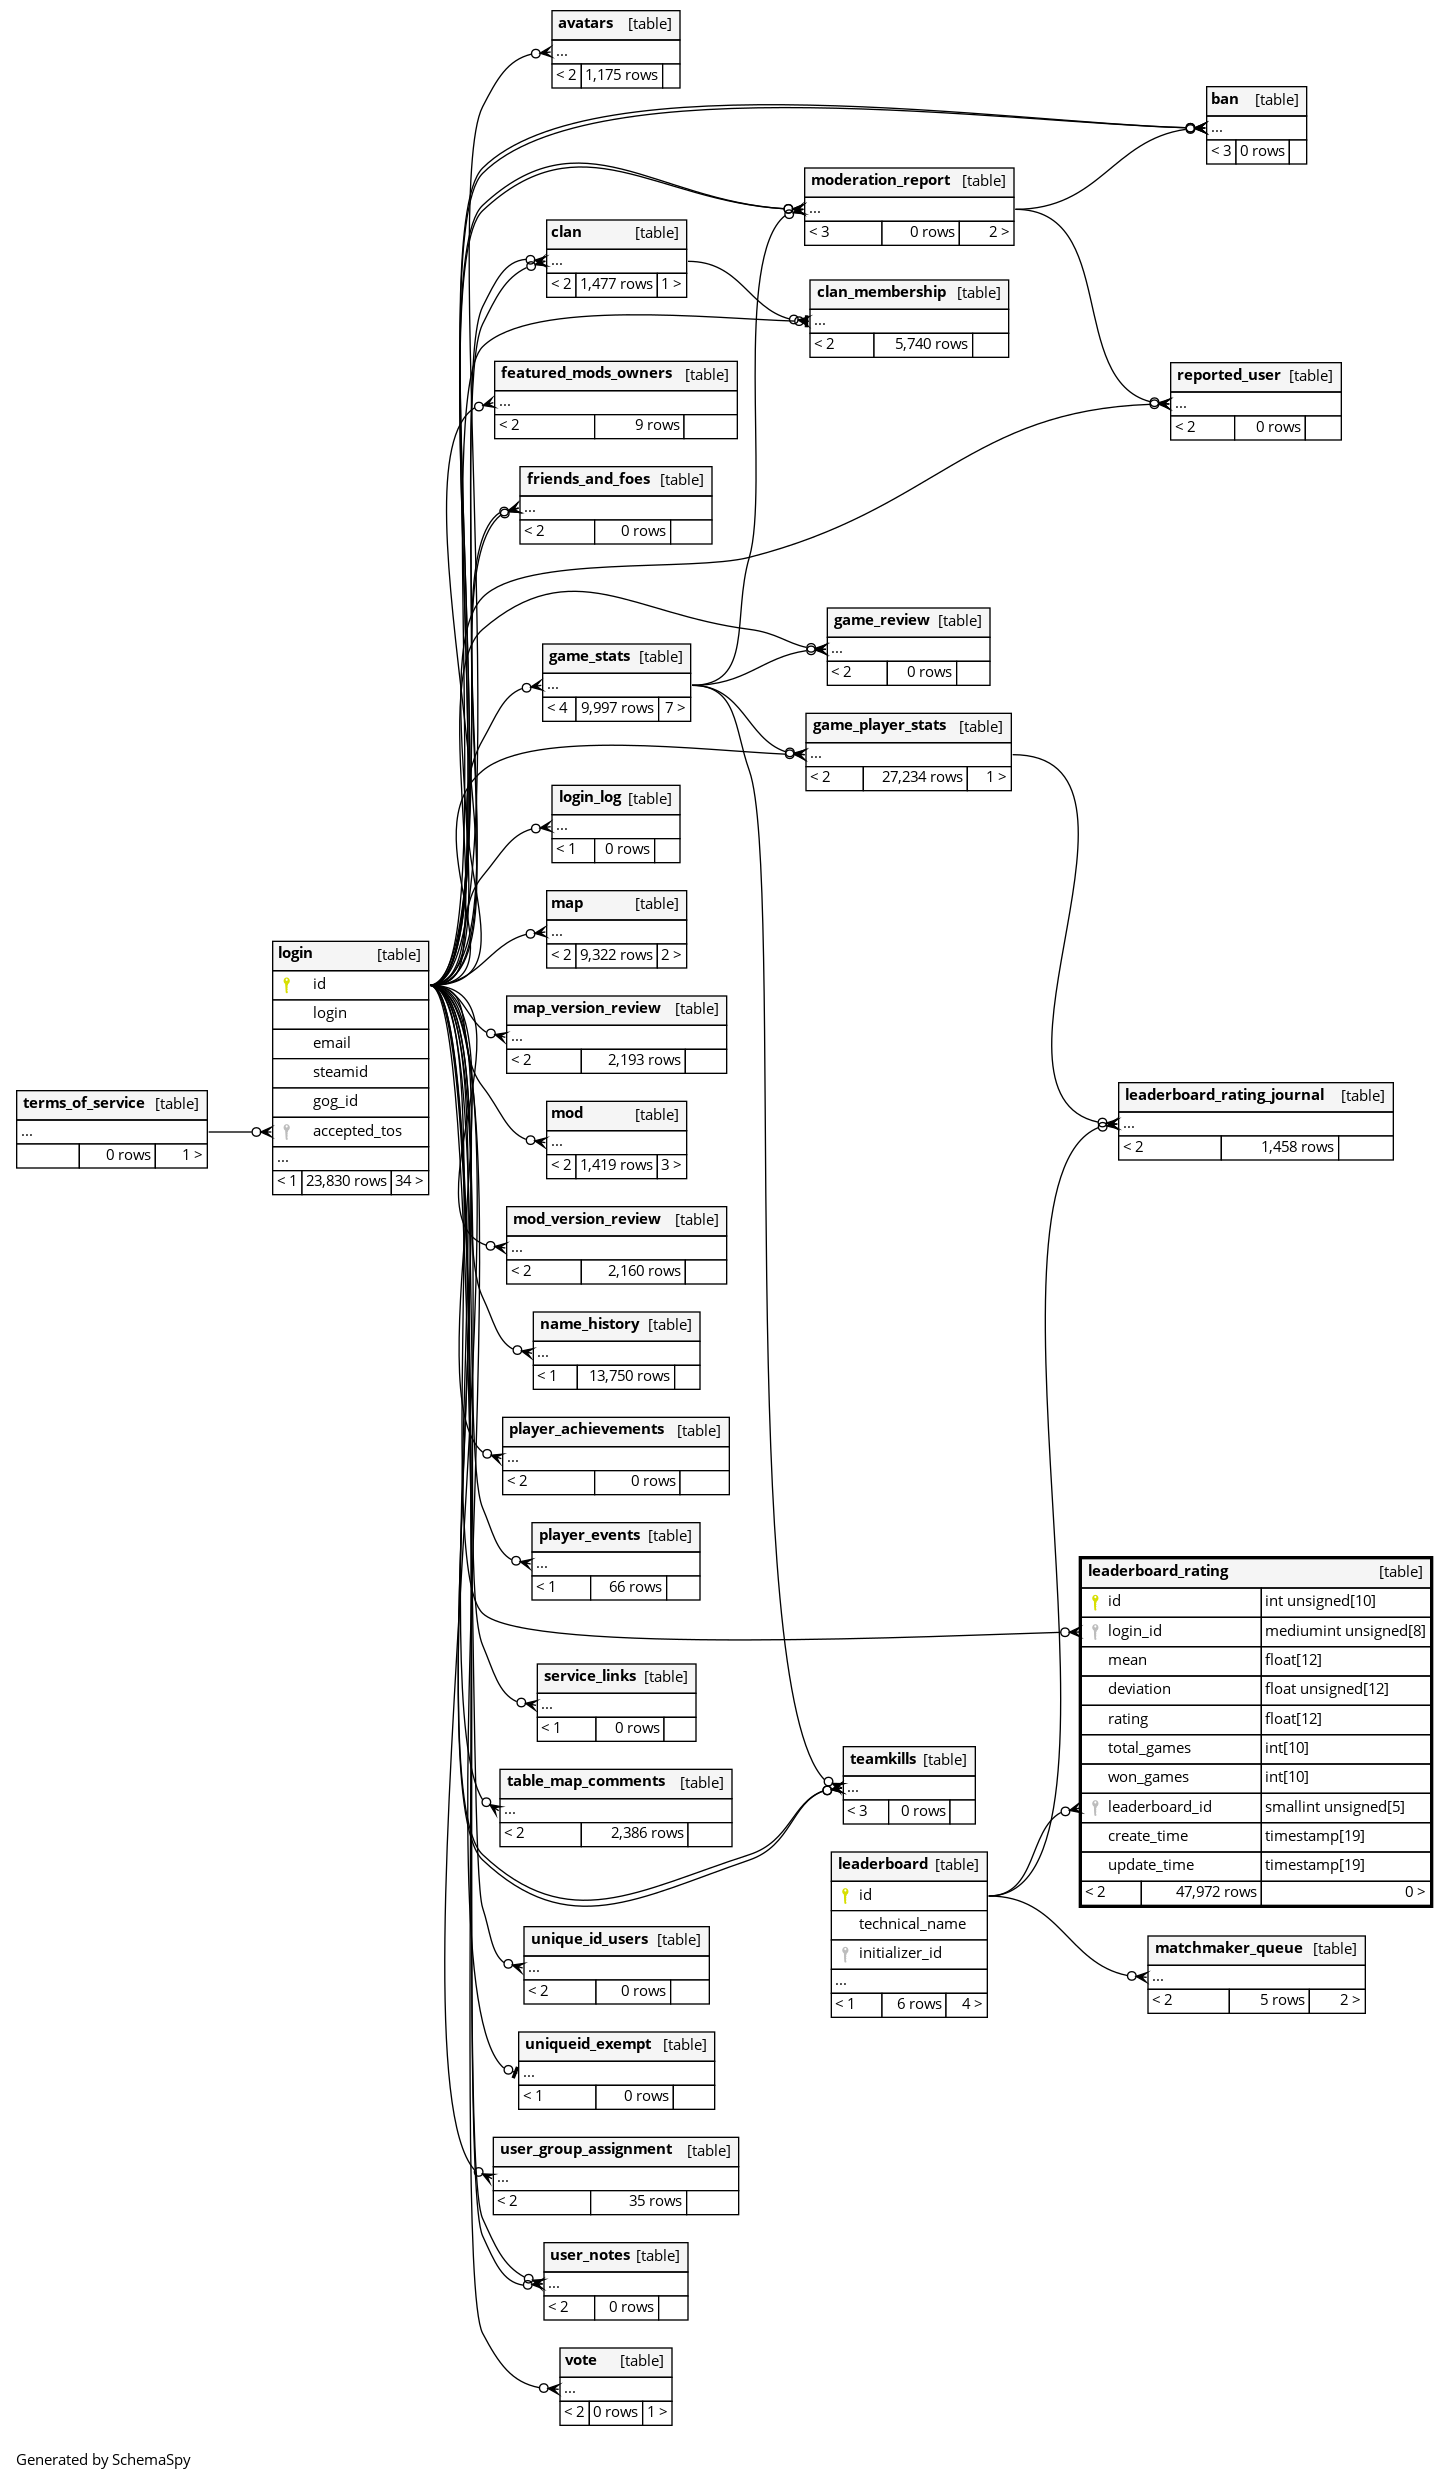 avatars [table]
...
< 2 1,175 rows
ban [table]
...
< 3 0 rows
moderation_report [table]
...
< 3 0 rows 2 >
clan [table]
...
< 2 1,477 rows 1 >
clan_membership [table]
...
< 2 5,740 rows
featured_mods_owners [table]
...
< 2 9 rows
reported_user [table]
...
< 2 0 rows
friends_and_foes [table]
...
< 2 0 rows
game_review [table]
...
< 2 0 rows
game_stats [table]
...
< 4 9,997 rows 7 >
game_player_stats [table]
...
< 2 27,234 rows 1 >
login_log [table]
...
< 1 0 rows
map [table]
...
< 2 9,322 rows 2 >
login [table]
id
login
email
steamid
gog_id
accepted_tos
...
< 1 23,830 rows 34 >
map_version_review [table]
...
< 2 2,193 rows
terms_of_service [table]
...
0 rows 1 >
mod [table]
...
< 2 1,419 rows 3 >
leaderboard_rating_journal [table]
...
< 2 1,458 rows
mod_version_review [table]
...
< 2 2,160 rows
name_history [table]
...
< 1 13,750 rows
player_achievements [table]
...
< 2 0 rows
player_events [table]
...
< 1 66 rows
leaderboard_rating [table]
id int unsigned[10]
login_id mediumint unsigned[8]
mean float[12]
deviation float unsigned[12]
rating float[12]
total_games int[10]
won_games int[10]
leaderboard_id smallint unsigned[5]
create_time timestamp[19]
update_time timestamp[19]
< 2 47,972 rows 0 >
service_links [table]
...
< 1 0 rows
teamkills [table]
...
< 3 0 rows
table_map_comments [table]
...
< 2 2,386 rows
leaderboard [table]
id
technical_name
initializer_id
...
< 1 6 rows 4 >
unique_id_users [table]
...
< 2 0 rows
matchmaker_queue [table]
...
< 2 5 rows 2 >
uniqueid_exempt [table]
...
< 1 0 rows
user_group_assignment [table]
...
< 2 35 rows
user_notes [table]
...
< 2 0 rows
vote [table]
...
< 2 0 rows 1 >
Generated by SchemaSpy